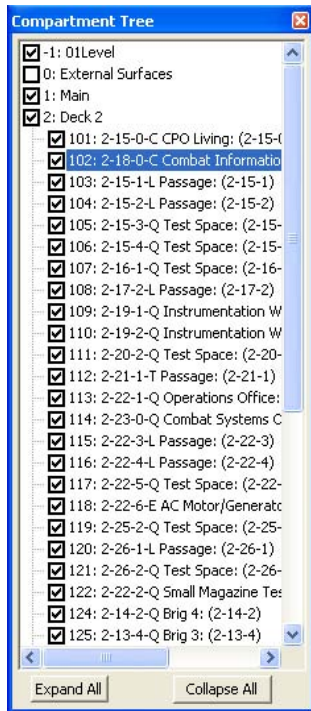 Compartment Tree
-1: 01Level
0: External Surfaces
1: Main
2: Deck 2
101: 2-15-0-C CPO Living: (2-15-0
102: 2-18-0-C Combat Informatio
103: 2-15-1-L Passage: (2-15-1)
104: 2-15-2-L Passage: (2-15-2)
105: 2-15-3-Q Test Space: (2-15-
106: 2-15-4-Q Test Space: (2-15-
107: 2-16-1-Q Test Space: (2-16-
108: 2-17-2-L Passage: (2-17-2)
109: 2-19-1-Q Instrumentation W
110: 2-19-2-Q Instrumentation W
111: 2-20-2-Q Test Space: (2-20-
112: 2-21-1-T Passage: (2-21-1)
113: 2-22-1-Q Operations Office:
114: 2-23-0-Q Combat Systems C
115: 2-22-3-L Passage: (2-22-3)
116: 2-22-4-L Passage: (2-22-4)
117: 2-22-5-Q Test Space: (2-22-
118: 2-22-6-E AC Motor/Generato
119: 2-25-2-Q Test Space: (2-25-
120: 2-26-1-L Passage: (2-26-1)
121: 2-26-2-Q Test Space: (2-26-
122: 2-22-2-Q Small Magazine Tes
124: 2-14-2-Q Brig 4: (2-14-2)
125: 2-13-4-Q Brig 3: (2-13-4)
Expand All
Collapse All